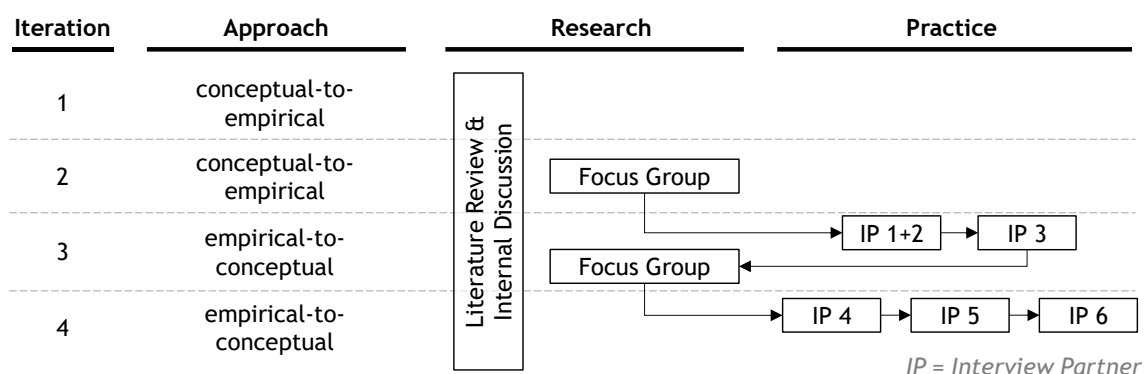 Iteration Approach Research Practice
1 conceptual-to-
empirical
Literature Review &
Internal Discussion
2 conceptual-to-
empirical
Focus Group
3 empirical-to-
conceptual
IP 1+2 IP 3
Focus Group
4 empirical-to-
conceptual
IP 4 IP 5 IP 6
IP = Interview Partner